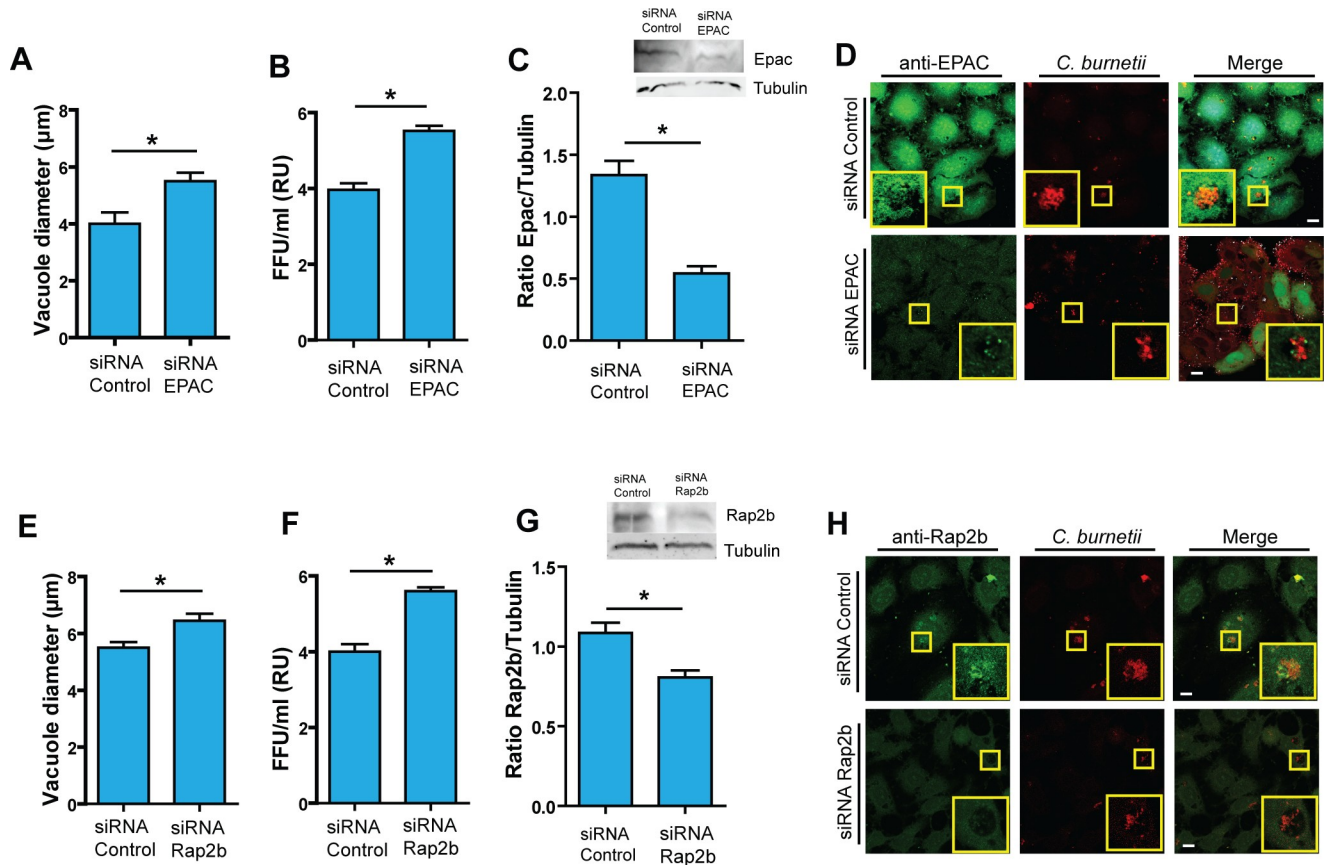 A
Vacuole diameter (µm)
8
6
4
2
0
*
siRNA
Control
siRNA
EPAC
B
FFU/ml (RU)
6
4
2
0
*
siRNA
Control
siRNA
EPAC
C
siRNA
Control
siRNA
EPAC
Epac
Tubulin
Ratio Epac/Tubulin
2.0
1.5
1.0
0.5
0.0
*
siRNA
Control
siRNA
EPAC
D
anti-EPAC
C. burnetii
Merge
siRNA Control
siRNA EPAC
E
Vacuole diameter (µm)
8
6
4
2
0
*
siRNA
Control
siRNA
Rap2b
F
FFU/ml (RU)
6
4
2
0
*
siRNA
Control
siRNA
Rap2b
G
siRNA
Control
siRNA
Rap2b
Rap2b
Tubulin
Ratio Rap2b/Tubulin
1.5
1.0
0.5
0.0
*
siRNA
Control
siRNA
Rap2b
H
anti-Rap2b
C. burnetii
Merge
siRNA Control
siRNA Rap2b